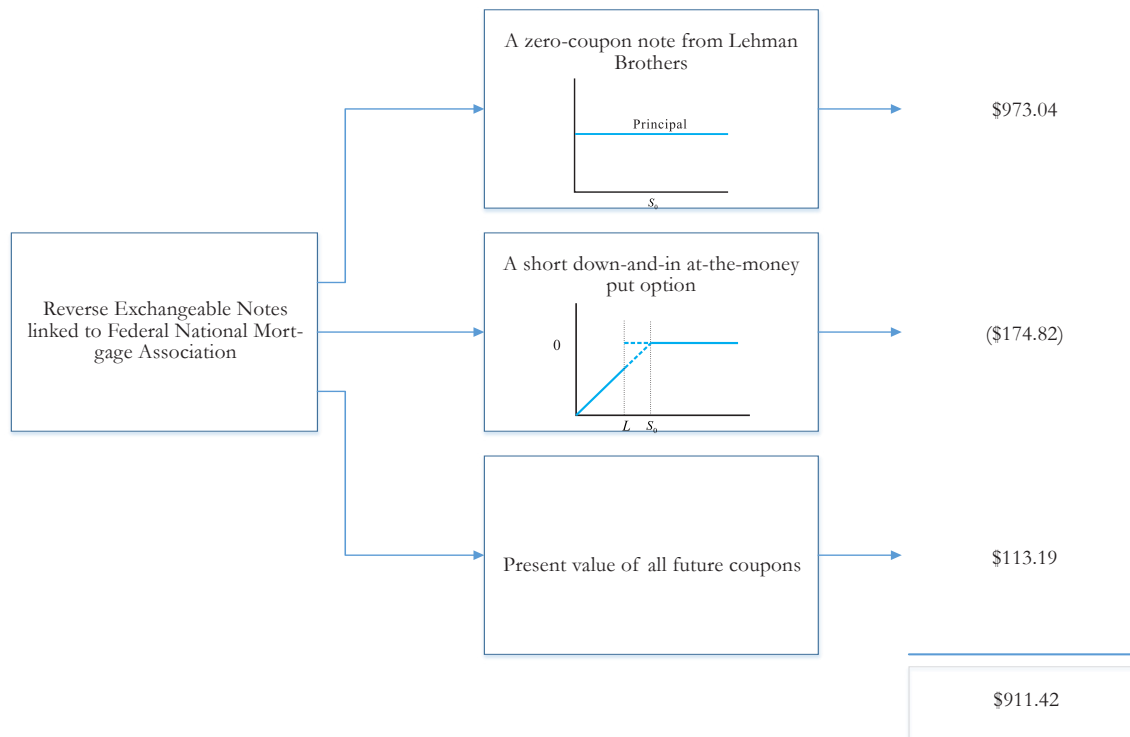 A zero-coupon note from Lehman
Brothers
Principal
S₀
$973.04
Reverse Exchangeable Notes
linked to Federal National Mort-
gage Association
A short down-and-in at-the-money
put option
0
L S₀
($174.82)
Present value of all future coupons
$113.19
$911.42